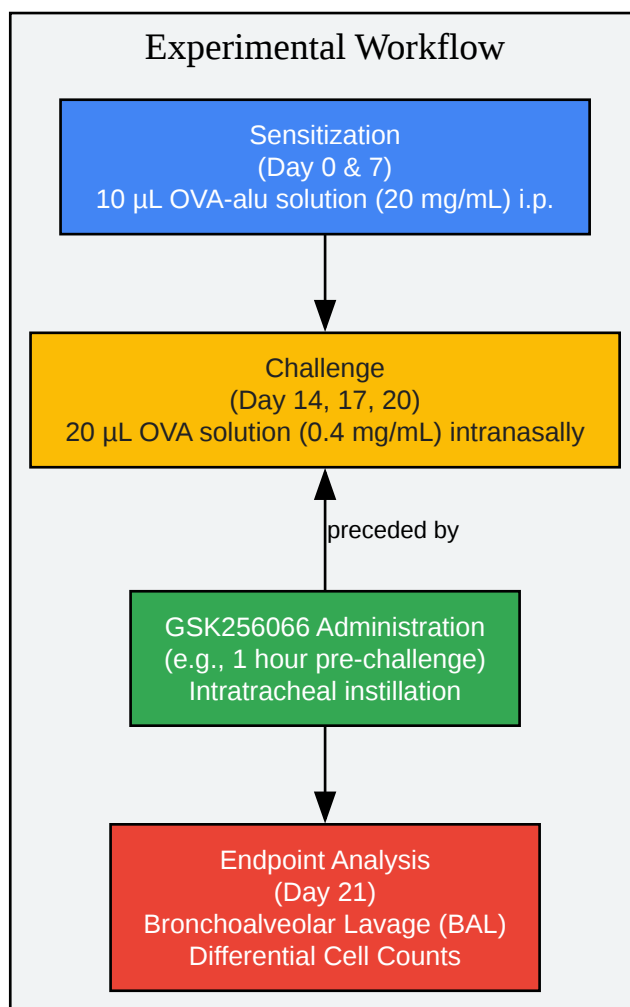 Experimental Workflow
Sensitization
(Day 0 & 7)
10 µL OVA-alu solution (20 mg/mL) i.p.
Challenge
(Day 14, 17, 20)
20 µL OVA solution (0.4 mg/mL) intranasally
preceded by
GSK256066 Administration
(e.g., 1 hour pre-challenge)
Intratracheal instillation
Endpoint Analysis
(Day 21)
Bronchoalveolar Lavage (BAL)
Differential Cell Counts